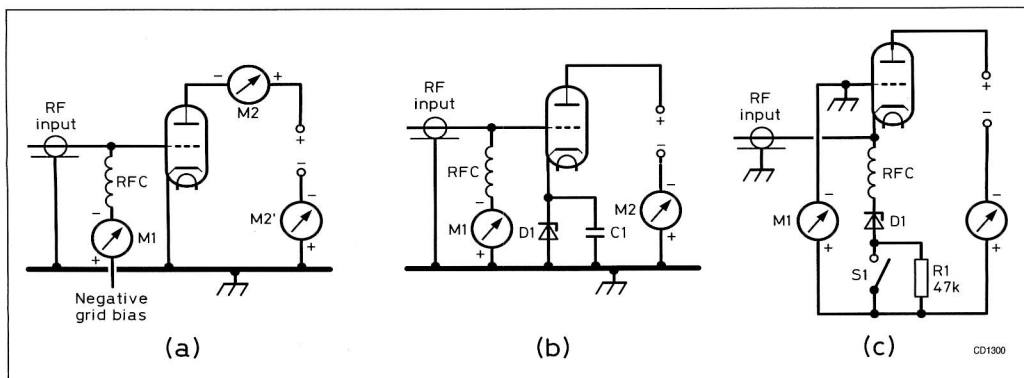 RF
input
RFC
−
M1
+
Negative
grid bias
−
M2
+
+
−
−
M2'
+
(a)
RF
input
RFC
−
M1
+
D1
C1
+
−
−
M2
+
(b)
RF
input
M1
−
+
RFC
D1
S1
R1
47k
+
−
−
+
(c)
CD1300